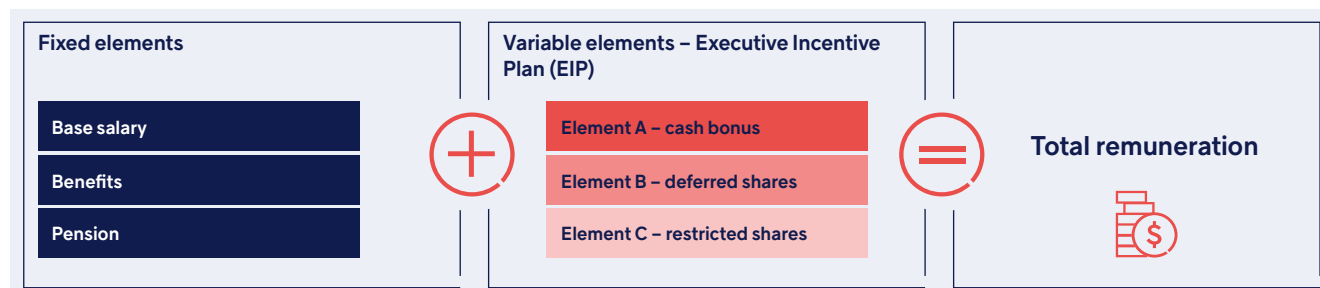 Fixed elements
Base salary
Benefits
Pension
Variable elements – Executive Incentive
Plan (EIP)
Element A – cash bonus
Element B – deferred shares
Element C – restricted shares
Total remuneration
$